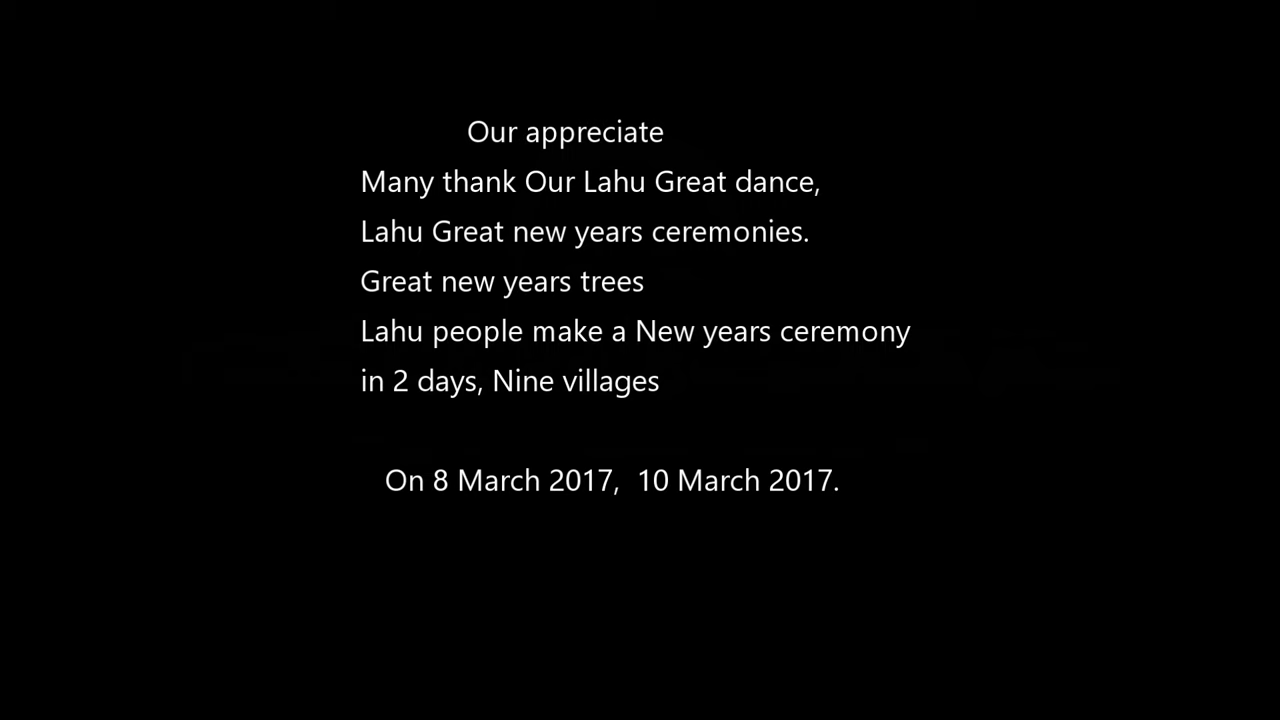 Our appreciate
Many thank Our Lahu Great dance,
Lahu Great new years ceremonies.
Great new years trees
Lahu people make a New years ceremony
in 2 days, Nine villages
On 8 March 2017,  10 March 2017.